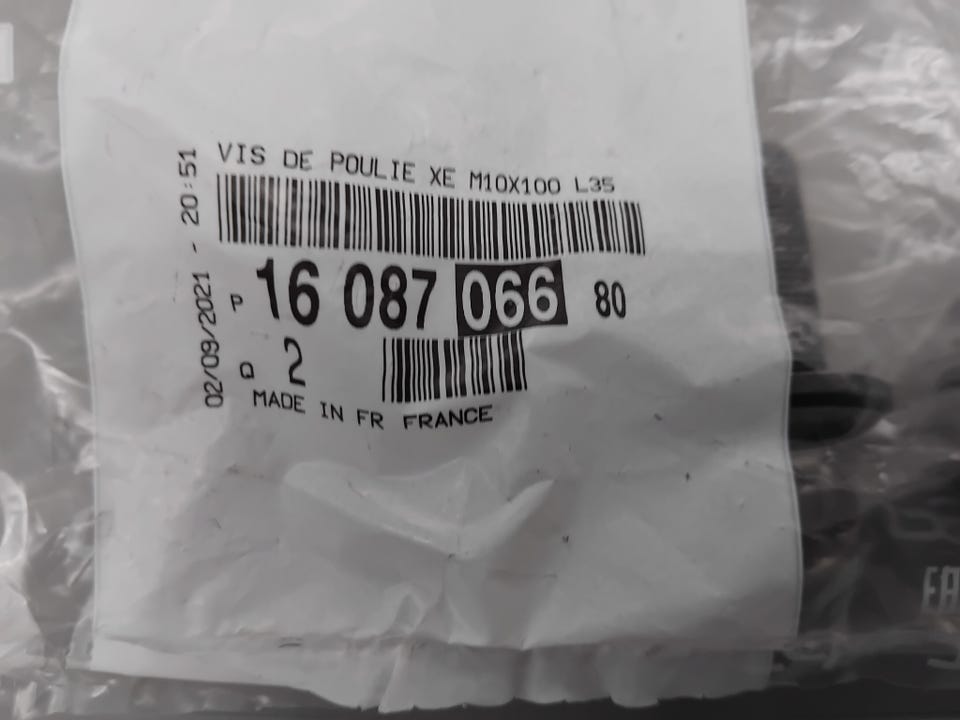 VIS DE POULIE XE M10X100 L35
02/09/2021 - 20:51
P 16 087 066 80
Q 2
MADE IN FR FRANCE